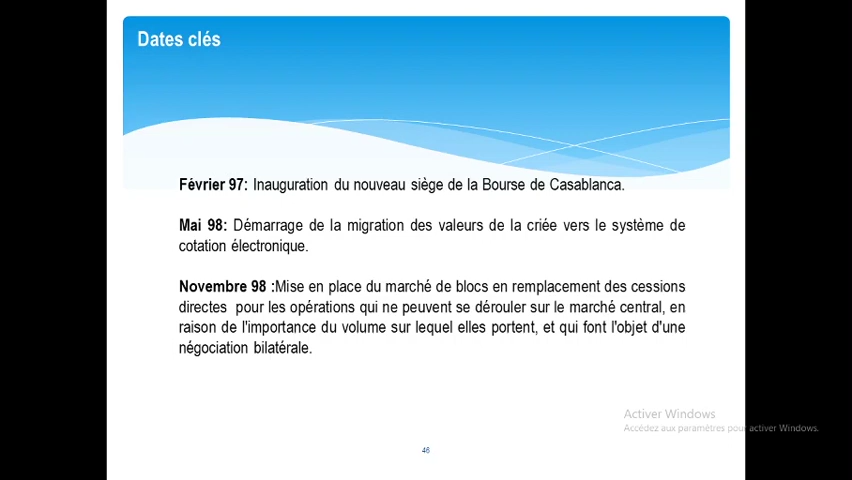 Dates clés
Février 97: Inauguration du nouveau siège de la Bourse de Casablanca.
Mai 98: Démarrage de la migration des valeurs de la criée vers le système de
cotation électronique.
Novembre 98 :Mise en place du marché de blocs en remplacement des cessions
directes pour les opérations qui ne peuvent se dérouler sur le marché central, en
raison de l'importance du volume sur lequel elles portent, et qui font l'objet d'une
négociation bilatérale.
Activer Windows
Accédez aux paramètres pour activer Windows.
46